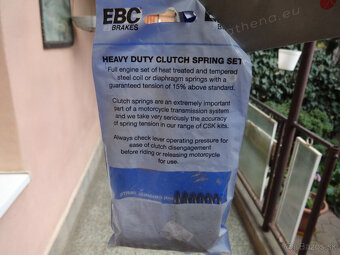 EBC
BRAKES
HEAVY DUTY CLUTCH SPRING SET
Full engine set of heat treated and tempered
steel coil or diaphragm springs with a
guaranteed tension of 15% above standard.
Clutch springs are an extremely important
part of a motorcycle transmission system
and we take very seriously the accuracy
of spring tension in our range of CSK kits.
Always check lever operating pressure for
ease of clutch disengagement
before riding or releasing motorcycle
for use.